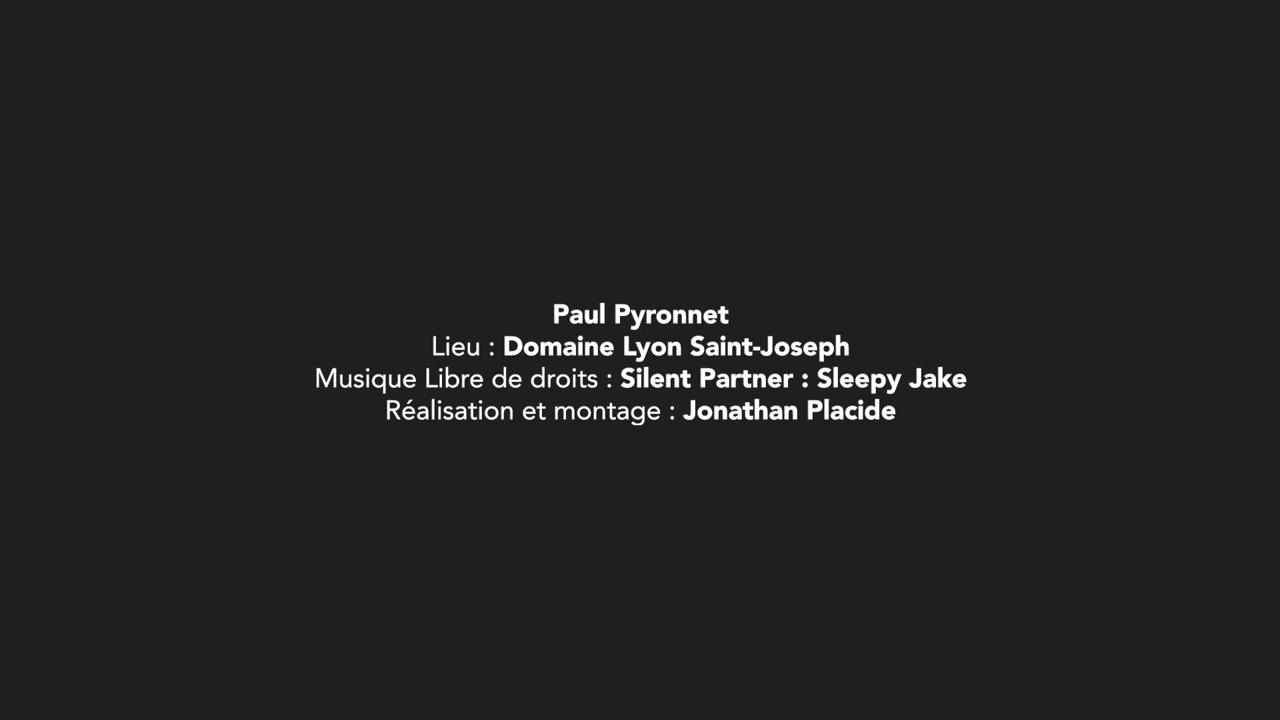 Paul Pyronnet
Lieu : Domaine Lyon Saint-Joseph
Musique Libre de droits : Silent Partner : Sleepy Jake
Réalisation et montage : Jonathan Placide